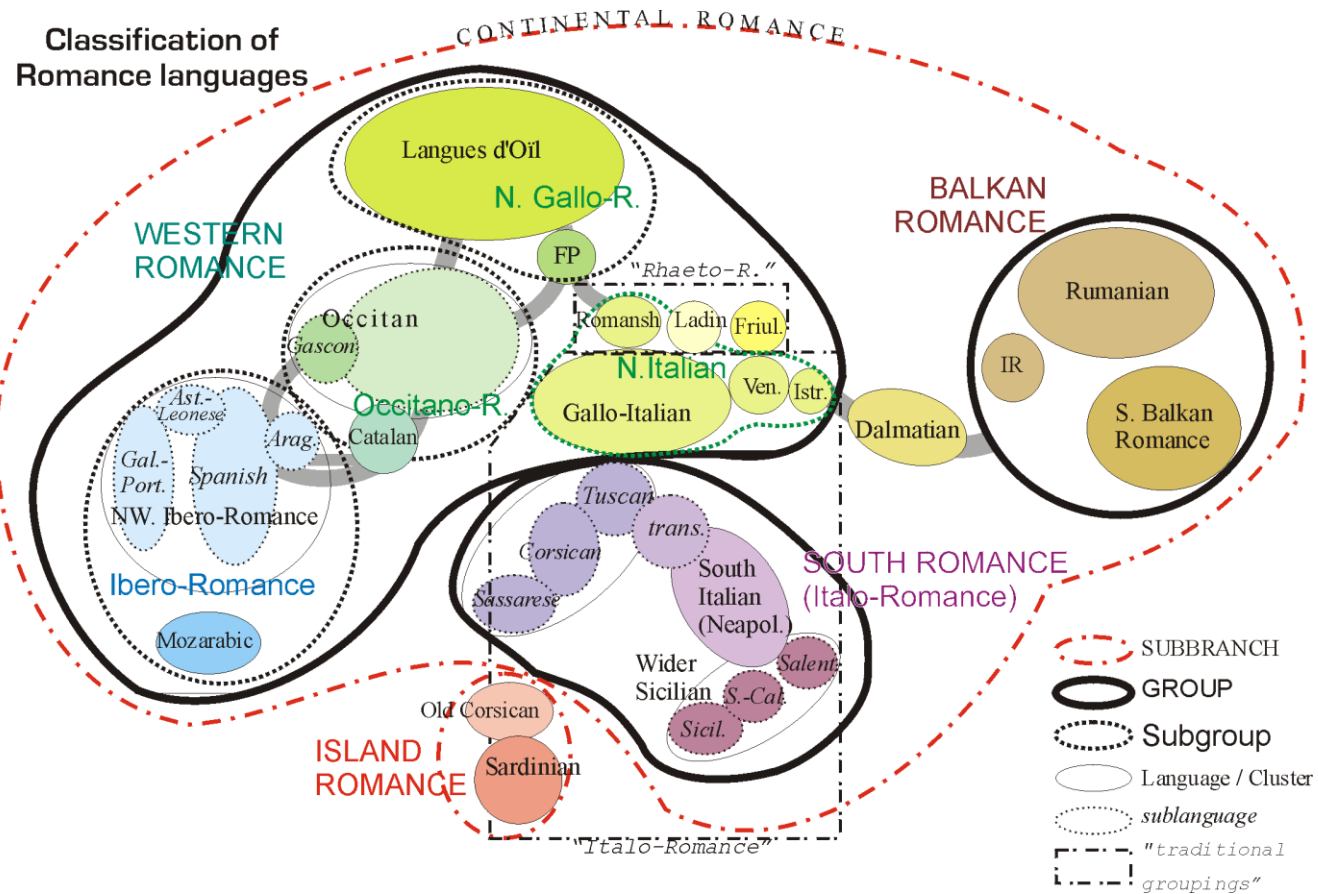 CONTINENTAL ROMANCE
Classification of
Romance languages
Langues d'Oïl
N. Gallo-R.
WESTERN
ROMANCE
FP
"Rhaeto-R."
BALKAN
ROMANCE
Rumanian
IR
S. Balkan
Romance
Occitan
Gascon
Occitano-R.
Catalan
Romansh
Ladin
Friul.
N.Italian
Gallo-Italian
Ven.
Istr.
Dalmatian
Ast.-
Leonese
Arag.
Gal.-
Port.
Spanish
NW. Ibero-Romance
Ibero-Romance
Mozarabic
Tuscan
trans.
Corsican
Sassarese
South
Italian
(Neapol.)
SOUTH ROMANCE
(Italo-Romance)
Wider
Sicilian
Salent.
S.-Cal.
Sicil.
Old Corsican
Sardinian
ISLAND
ROMANCE
"Italo-Romance"
SUBBRANCH
GROUP
Subgroup
Language / Cluster
sublanguage
"traditional
groupings"